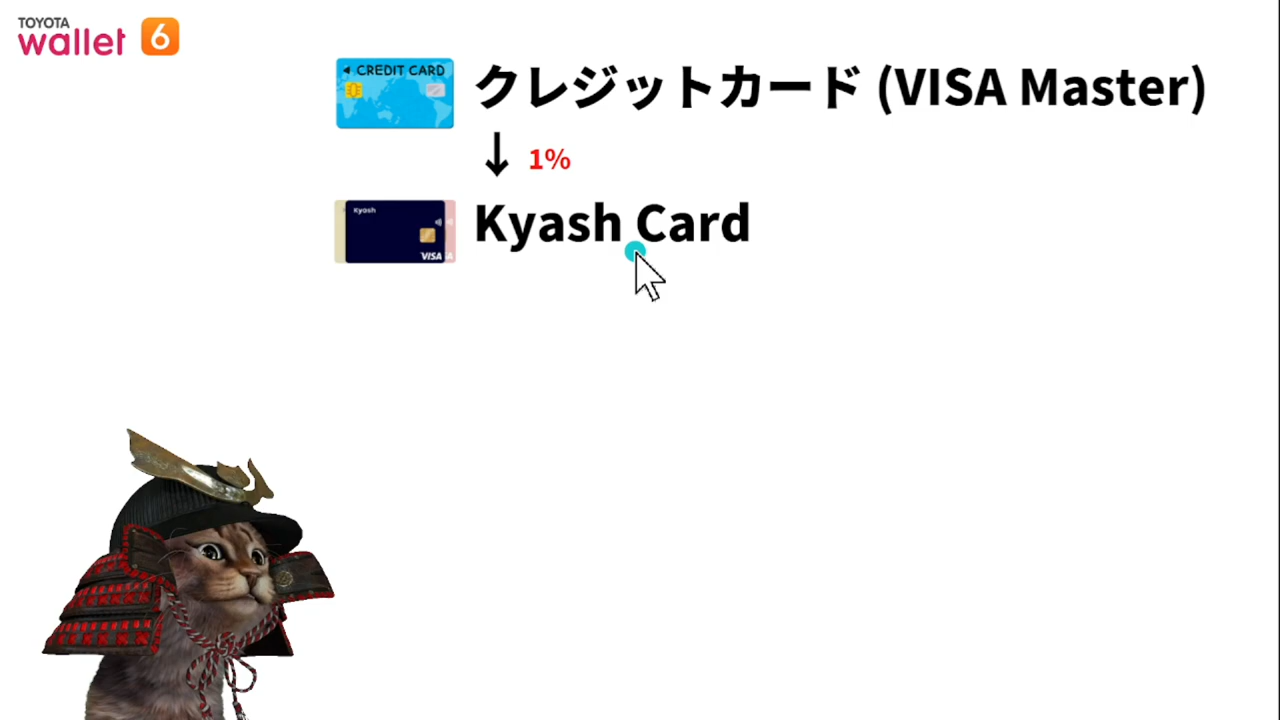 TOYOTA
wallet 6
CREDIT CARD
クレジットカード (VISA Master)
↓ 1%
Kyash
VISA
Kyash Card